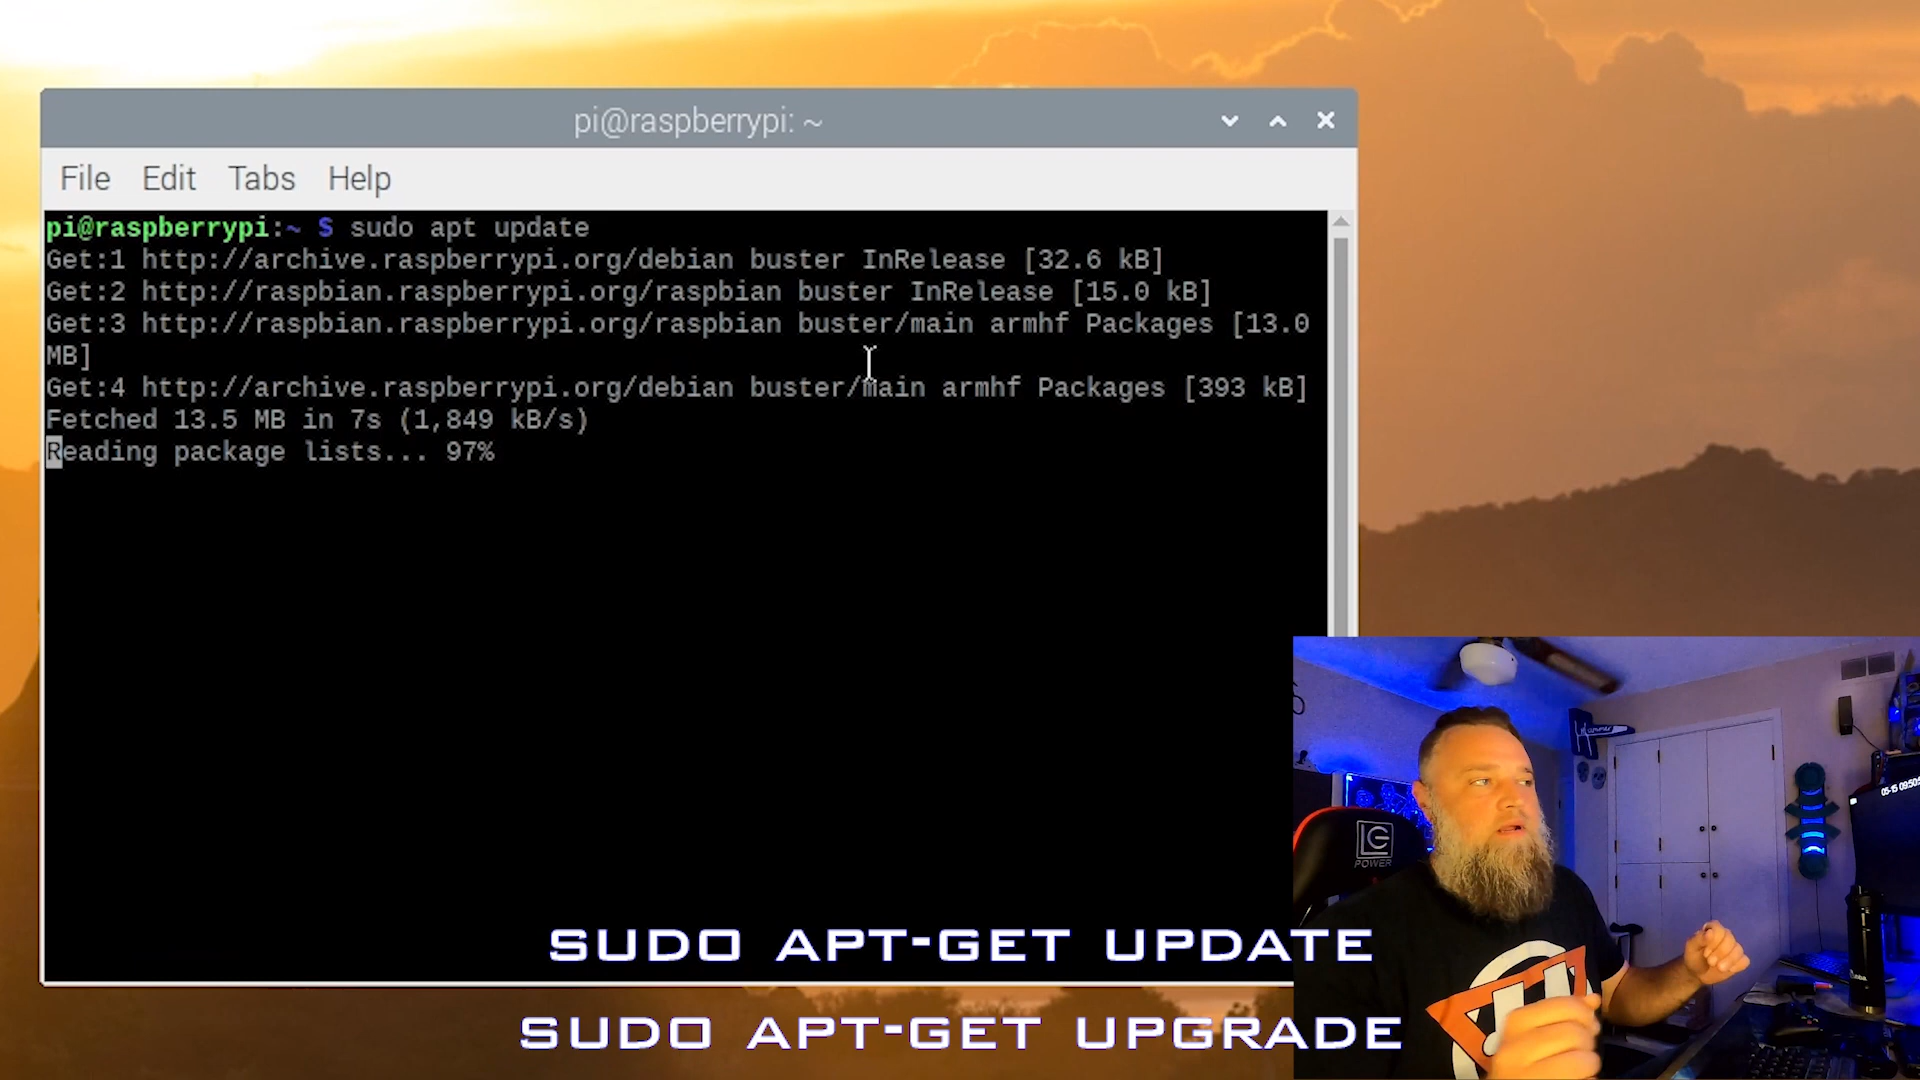 pi@raspberrypi: ~
File Edit Tabs Help
pi@raspberrypi:~ $ sudo apt update
Get:1 http://archive.raspberrypi.org/debian buster InRelease [32.6 kB]
Get:2 http://raspbian.raspberrypi.org/raspbian buster InRelease [15.0 kB]
Get:3 http://raspbian.raspberrypi.org/raspbian buster/main armhf Packages [13.0
MB]
Get:4 http://archive.raspberrypi.org/debian buster/main armhf Packages [393 kB]
Fetched 13.5 MB in 7s (1,849 kB/s)
Reading package lists... 97%
POWER
SUDO APT-GET UPDATE
SUDO APT-GET UPGRADE